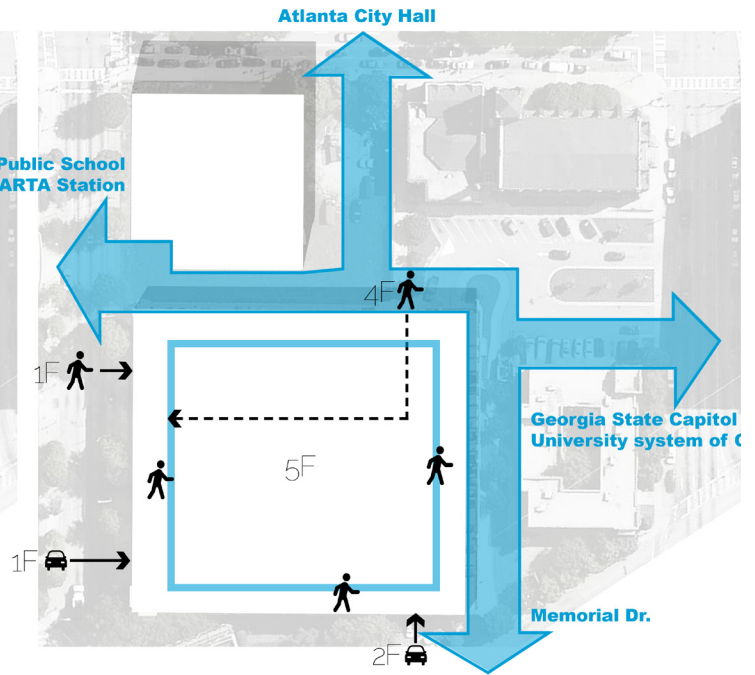 Atlanta City Hall
Public School
ARTA Station
4F
1F
5F
Georgia State Capitol
University system of
1F
Memorial Dr.
2F